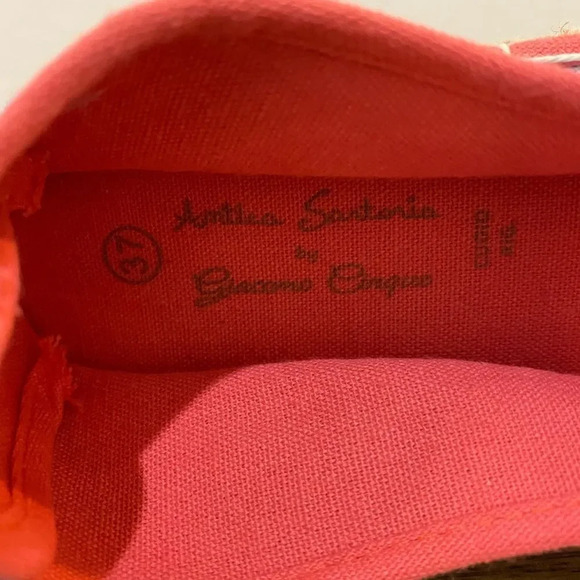 37
Antica Sartoria
by
Giacomo Cinque